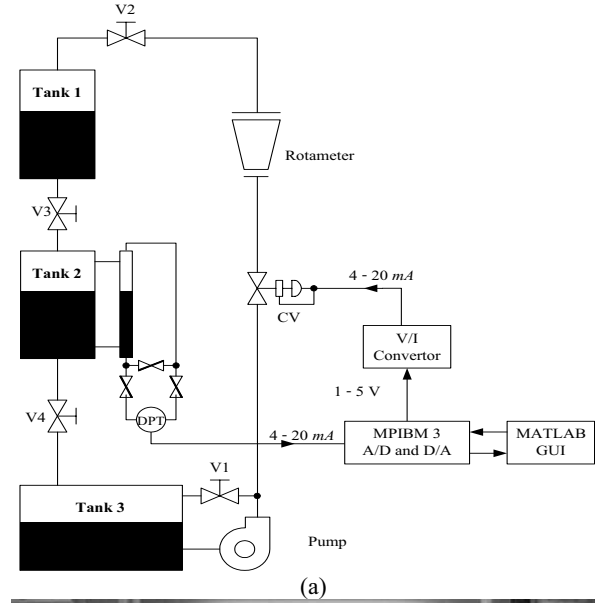 V2
Tank 1
Rotameter
V3
Tank 2
4 - 20 mA
CV
V/I
Convertor
1 - 5 V
V4
DPT
4 - 20 mA
MPIBM 3
A/D and D/A
MATLAB
GUI
V1
Tank 3
Pump
(a)